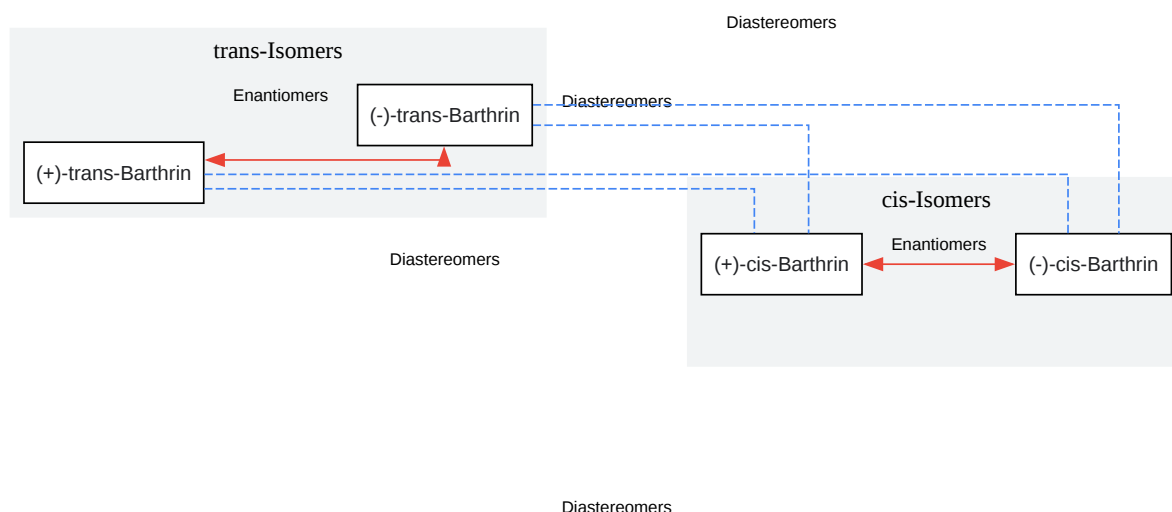 Diastereomers
trans-Isomers
Enantiomers
Diastereomers
(-)-trans-Barthrin
(+)-trans-Barthrin
cis-Isomers
Enantiomers
Diastereomers
(+)-cis-Barthrin
(-)-cis-Barthrin
Diastereomers